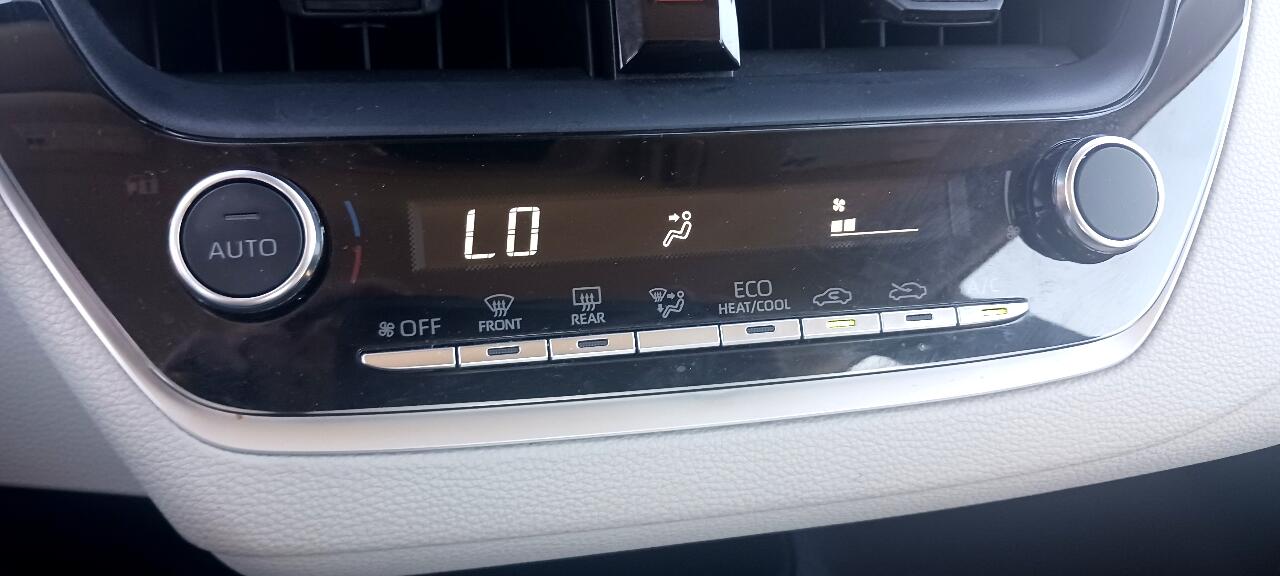 LO
AUTO
OFF
FRONT
REAR
ECO
HEAT/COOL
A/C